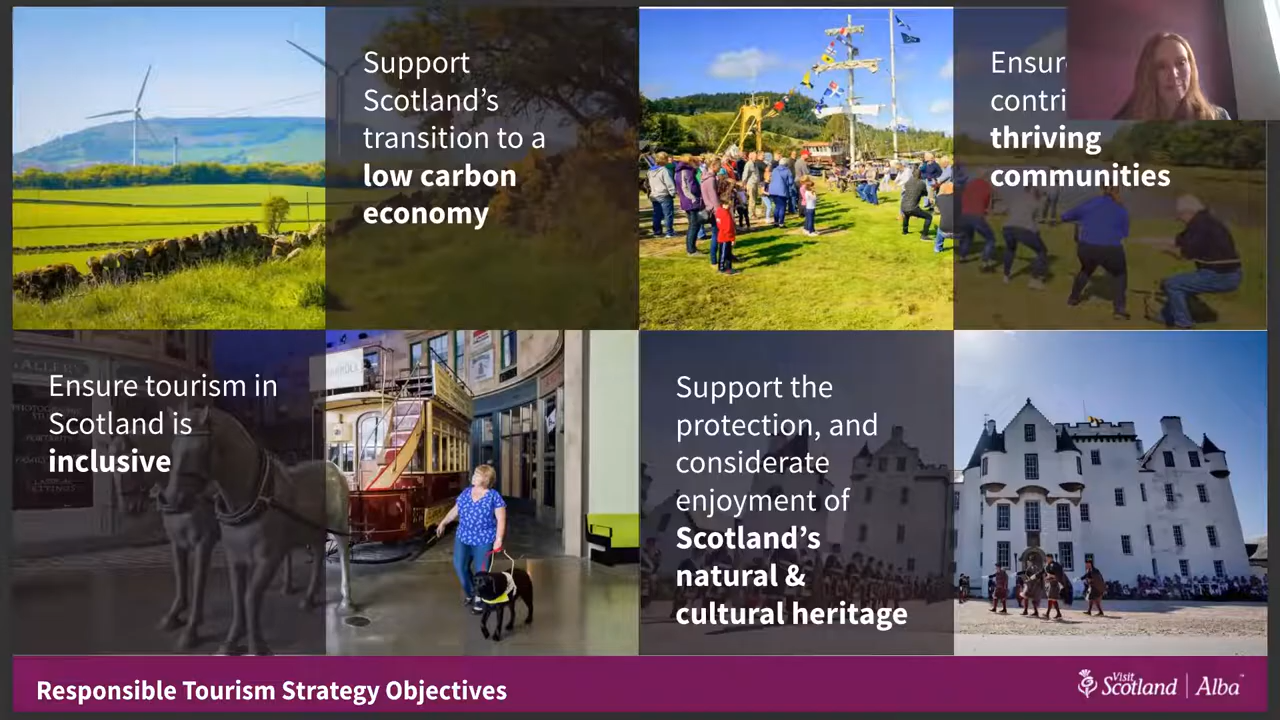 Support
Scotland's
transition to a
low carbon
economy
Ensur
contri
thriving
communities
Ensure tourism in
Scotland is
inclusive
Support the
protection, and
considerate
enjoyment of
Scotland's
natural &
cultural heritage
Responsible Tourism Strategy Objectives
Visit
Scotland | Alba™